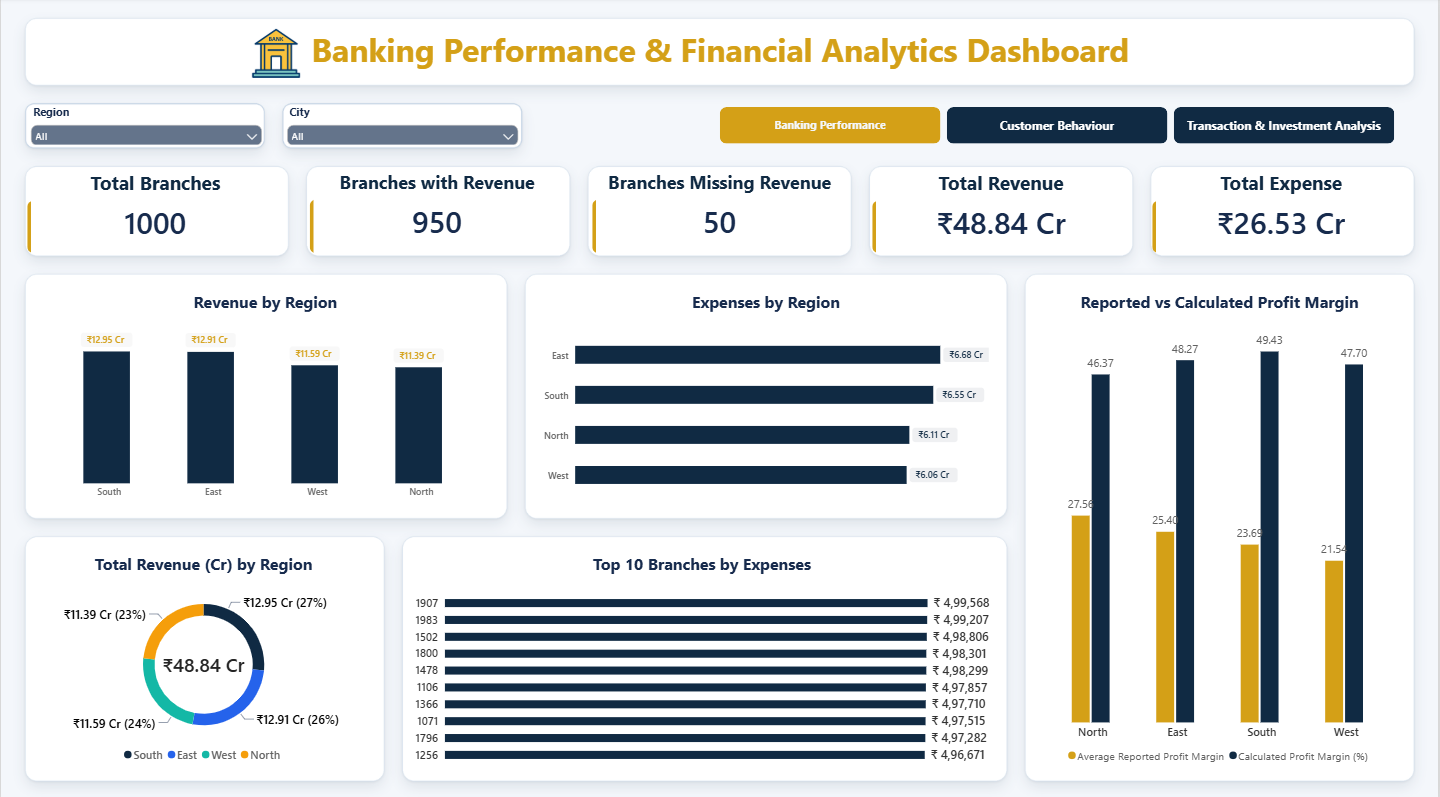 BANK
Banking Performance & Financial Analytics Dashboard
Region
All
City
All
Banking Performance
Customer Behaviour
Transaction & Investment Analysis
Total Branches
1000
Branches with Revenue
950
Branches Missing Revenue
50
Total Revenue
₹48.84 Cr
Total Expense
₹26.53 Cr
Revenue by Region
₹12.95 Cr
₹12.91 Cr
₹11.59 Cr
₹11.39 Cr
South
East
West
North
Expenses by Region
East
₹6.68 Cr
South
₹6.55 Cr
North
₹6.11 Cr
West
₹6.06 Cr
Reported vs Calculated Profit Margin
46.37
48.27
49.43
47.70
27.56
25.40
23.69
21.54
North
East
South
West
Average Reported Profit Margin
Calculated Profit Margin (%)
Total Revenue (Cr) by Region
₹12.95 Cr (27%)
₹11.39 Cr (23%)
₹48.84 Cr
₹11.59 Cr (24%)
₹12.91 Cr (26%)
South
East
West
North
Top 10 Branches by Expenses
1907 ₹ 4,99,568
1983 ₹ 4,99,207
1502 ₹ 4,98,806
1800 ₹ 4,98,301
1478 ₹ 4,98,299
1106 ₹ 4,97,857
1366 ₹ 4,97,710
1071 ₹ 4,97,515
1796 ₹ 4,97,282
1256 ₹ 4,96,671